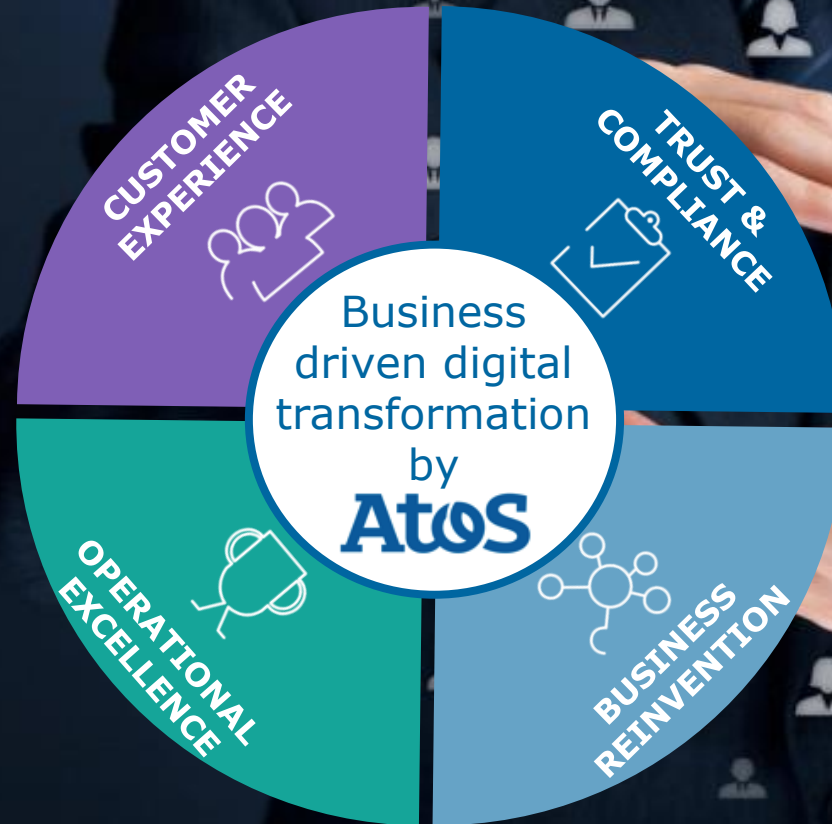 CUSTOMER
EXPERIENCE
TRUST &
COMPLIANCE
Business
driven digital
transformation
by
Atos
OPERATIONAL
EXCELLENCE
BUSINESS
REINVENTION